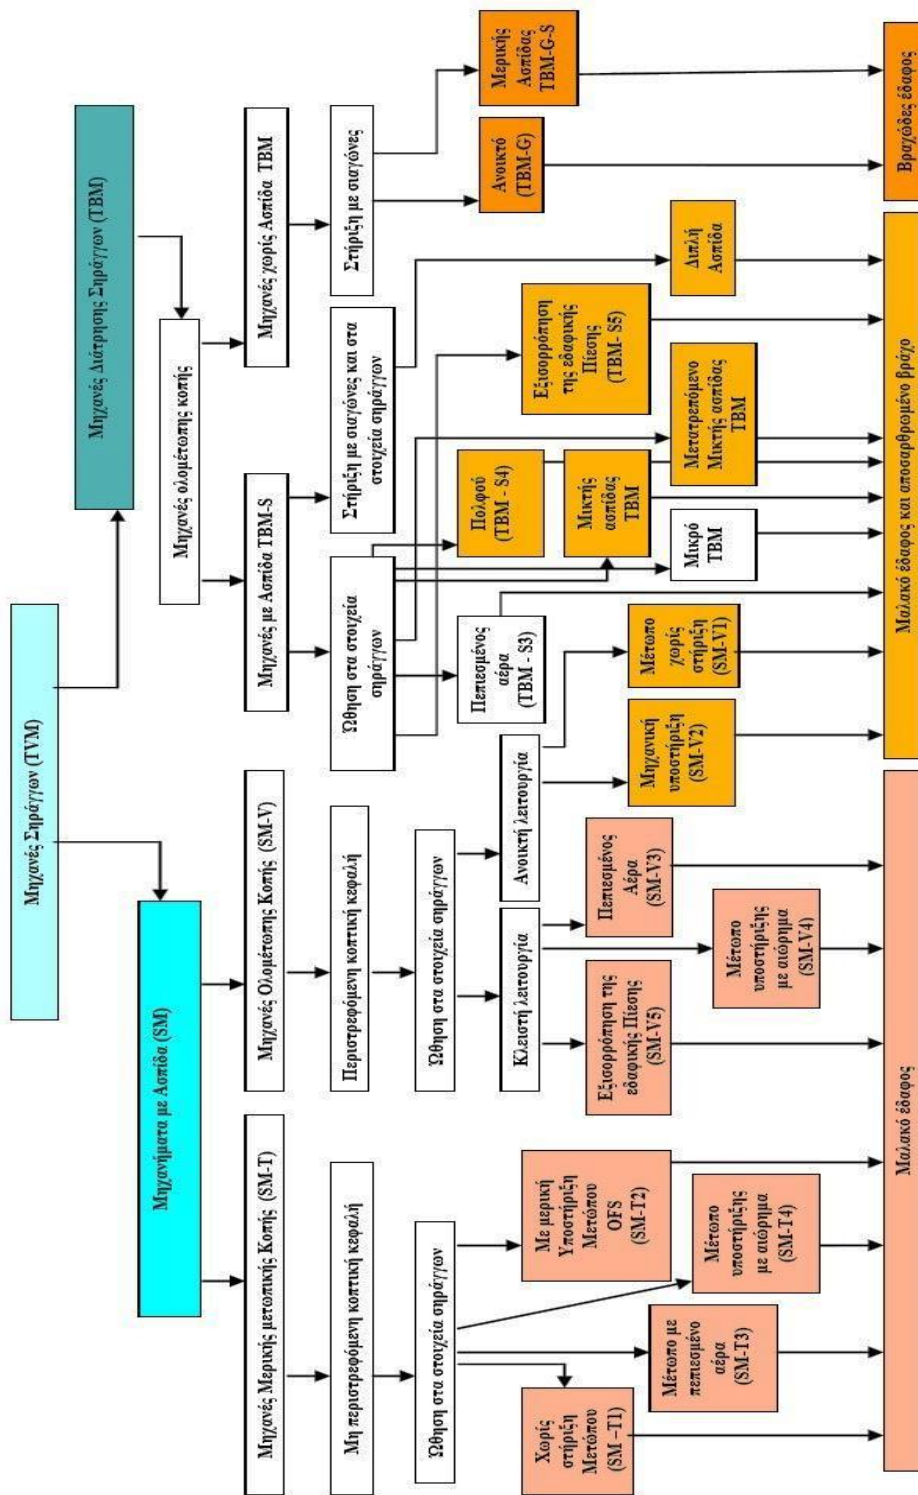 Μηχανές Σηράγγων (TVM)
Μηχανήματα με Ασπίδα (SM)
Μηχανές Διάτρησης Σηράγγων (TBM)
Μηχανές ολομέτωπης κοπής
Μηχανές Μερικής μετωπικής Κοπής (SM-T)
Μηχανές Ολομέτωπης Κοπής (SM-V)
Μηχανές με Ασπίδα TBM-S
Μηχανές χωρίς Ασπίδα TBM
Μη περιστρεφόμενη κοπτική κεφαλή
Περιστρεφόμενη κοπτική κεφαλή
Ώθηση στα στοιχεία
σηράγγων
Στήριξη με σιαγώνες και στα
στοιχεία σηράγγων
Στήριξη με σιαγώνες
Ώθηση στα στοιχεία σηράγγων
Ώθηση στα στοιχεία σηράγγων
Κλειστή λειτουργία
Ανοικτή λειτουργία
Πεπιεσμένος
αέρα
(TBM - S3)
Πολφού
(TBM - S4)
Ανοικτό
(TBM-G)
Μερικής
Ασπίδας
TBM-G-S
Χωρίς
στήριξη
Μετώπου
(SM -T1)
Με μερική
Υποστήριξη
Μετώπου
OFS
(SM-T2)
Εξισορρόπηση της
εδαφικής Πίεσης
(SM-V5)
Πεπιεσμένος
Αέρα
(SM-V3)
Μηχανική
υποστήριξη
(SM-V2)
Μέτωπο
χωρίς
στήριξη
(SM-V1)
Μικτής
ασπίδας
TBM
Εξισορρόπηση
της εδαφικής
Πίεσης
(TBM- S5)
Μέτωπο με
πεπιεσμένο
αέρα
(SM-T3)
Μέτωπο
υποστήριξης
με αιώρημα
(SM-T4)
Μέτωπο
υποστήριξης
με αιώρημα
(SM-V4)
Μικρό
TBM
Μετατρεπόμενο
Μικτής ασπίδας
TBM
Διπλή
Ασπίδα
Μαλακό έδαφος
Μαλακό έδαφος και αποσαρθρωμένο βράχο
Βραχώδες έδαφος